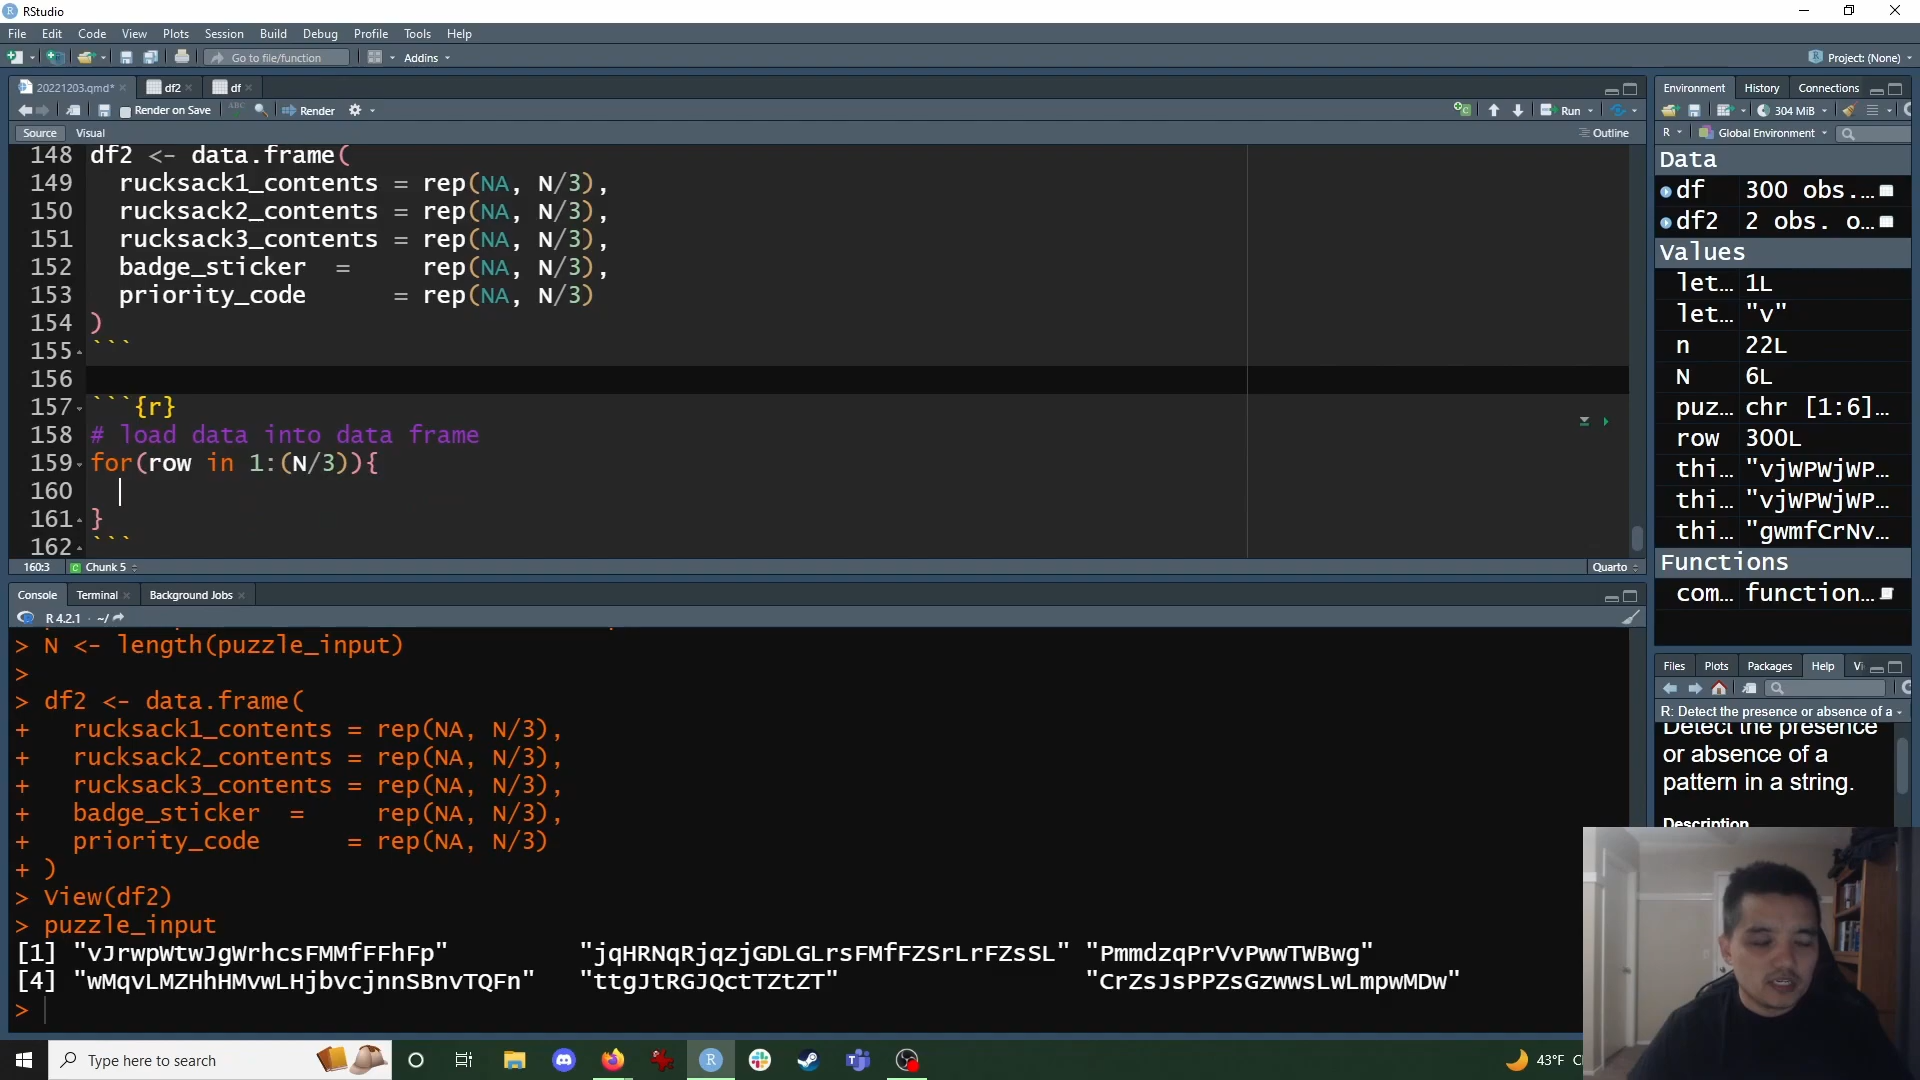 RStudio
File Edit Code View Plots Session Build Debug Profile Tools Help
Go to file/function Addins Project: (None)
20221203.qmd* df2 df
Render on Save ABC Render Run
Source Visual Outline
148 df2 <- data.frame(
149 rucksack1_contents = rep(NA, N/3),
150 rucksack2_contents = rep(NA, N/3),
151 rucksack3_contents = rep(NA, N/3),
152 badge_sticker = rep(NA, N/3),
153 priority_code = rep(NA, N/3)
154 )
155 ```
156
157 ```{r}
158 # load data into data frame
159 for(row in 1:(N/3)){
160
161 }
162 ```
160:3 Chunk 5 Quarto
Console Terminal Background Jobs
R 4.2.1 · ~/
> N <- length(puzzle_input)
>
> df2 <- data.frame(
+ rucksack1_contents = rep(NA, N/3),
+ rucksack2_contents = rep(NA, N/3),
+ rucksack3_contents = rep(NA, N/3),
+ badge_sticker = rep(NA, N/3),
+ priority_code = rep(NA, N/3)
+ )
> View(df2)
> puzzle_input
[1] "vJrwpWtwJgWrhcsFMMfFFhFp" "jqHRNqRjqzjGDLGLrsFMfFZSrLrFZsSL" "PmmdzqPrVvPwwTWBwg"
[4] "wMqvLMZHhHMvwLHjbvcjnnSBnvTQFn" "ttgJtRGJQctTZtZT" "CrZsJsPPZsGzwwsLwLmpwMDw"
>
Environment History Connections
304 MiB
R Global Environment
Data
df 300 obs....
df2 2 obs. o...
Values
let... 1L
let... "v"
n 22L
N 6L
puz... chr [1:6]...
row 300L
thi... "vjWPWjWP...
thi... "vjWPWjWP...
thi... "gwmfCrNv...
Functions
com... function...
Files Plots Packages Help
R: Detect the presence or absence of a
Detect the presence
or absence of a
pattern in a string.
Description
Type here to search
43°F